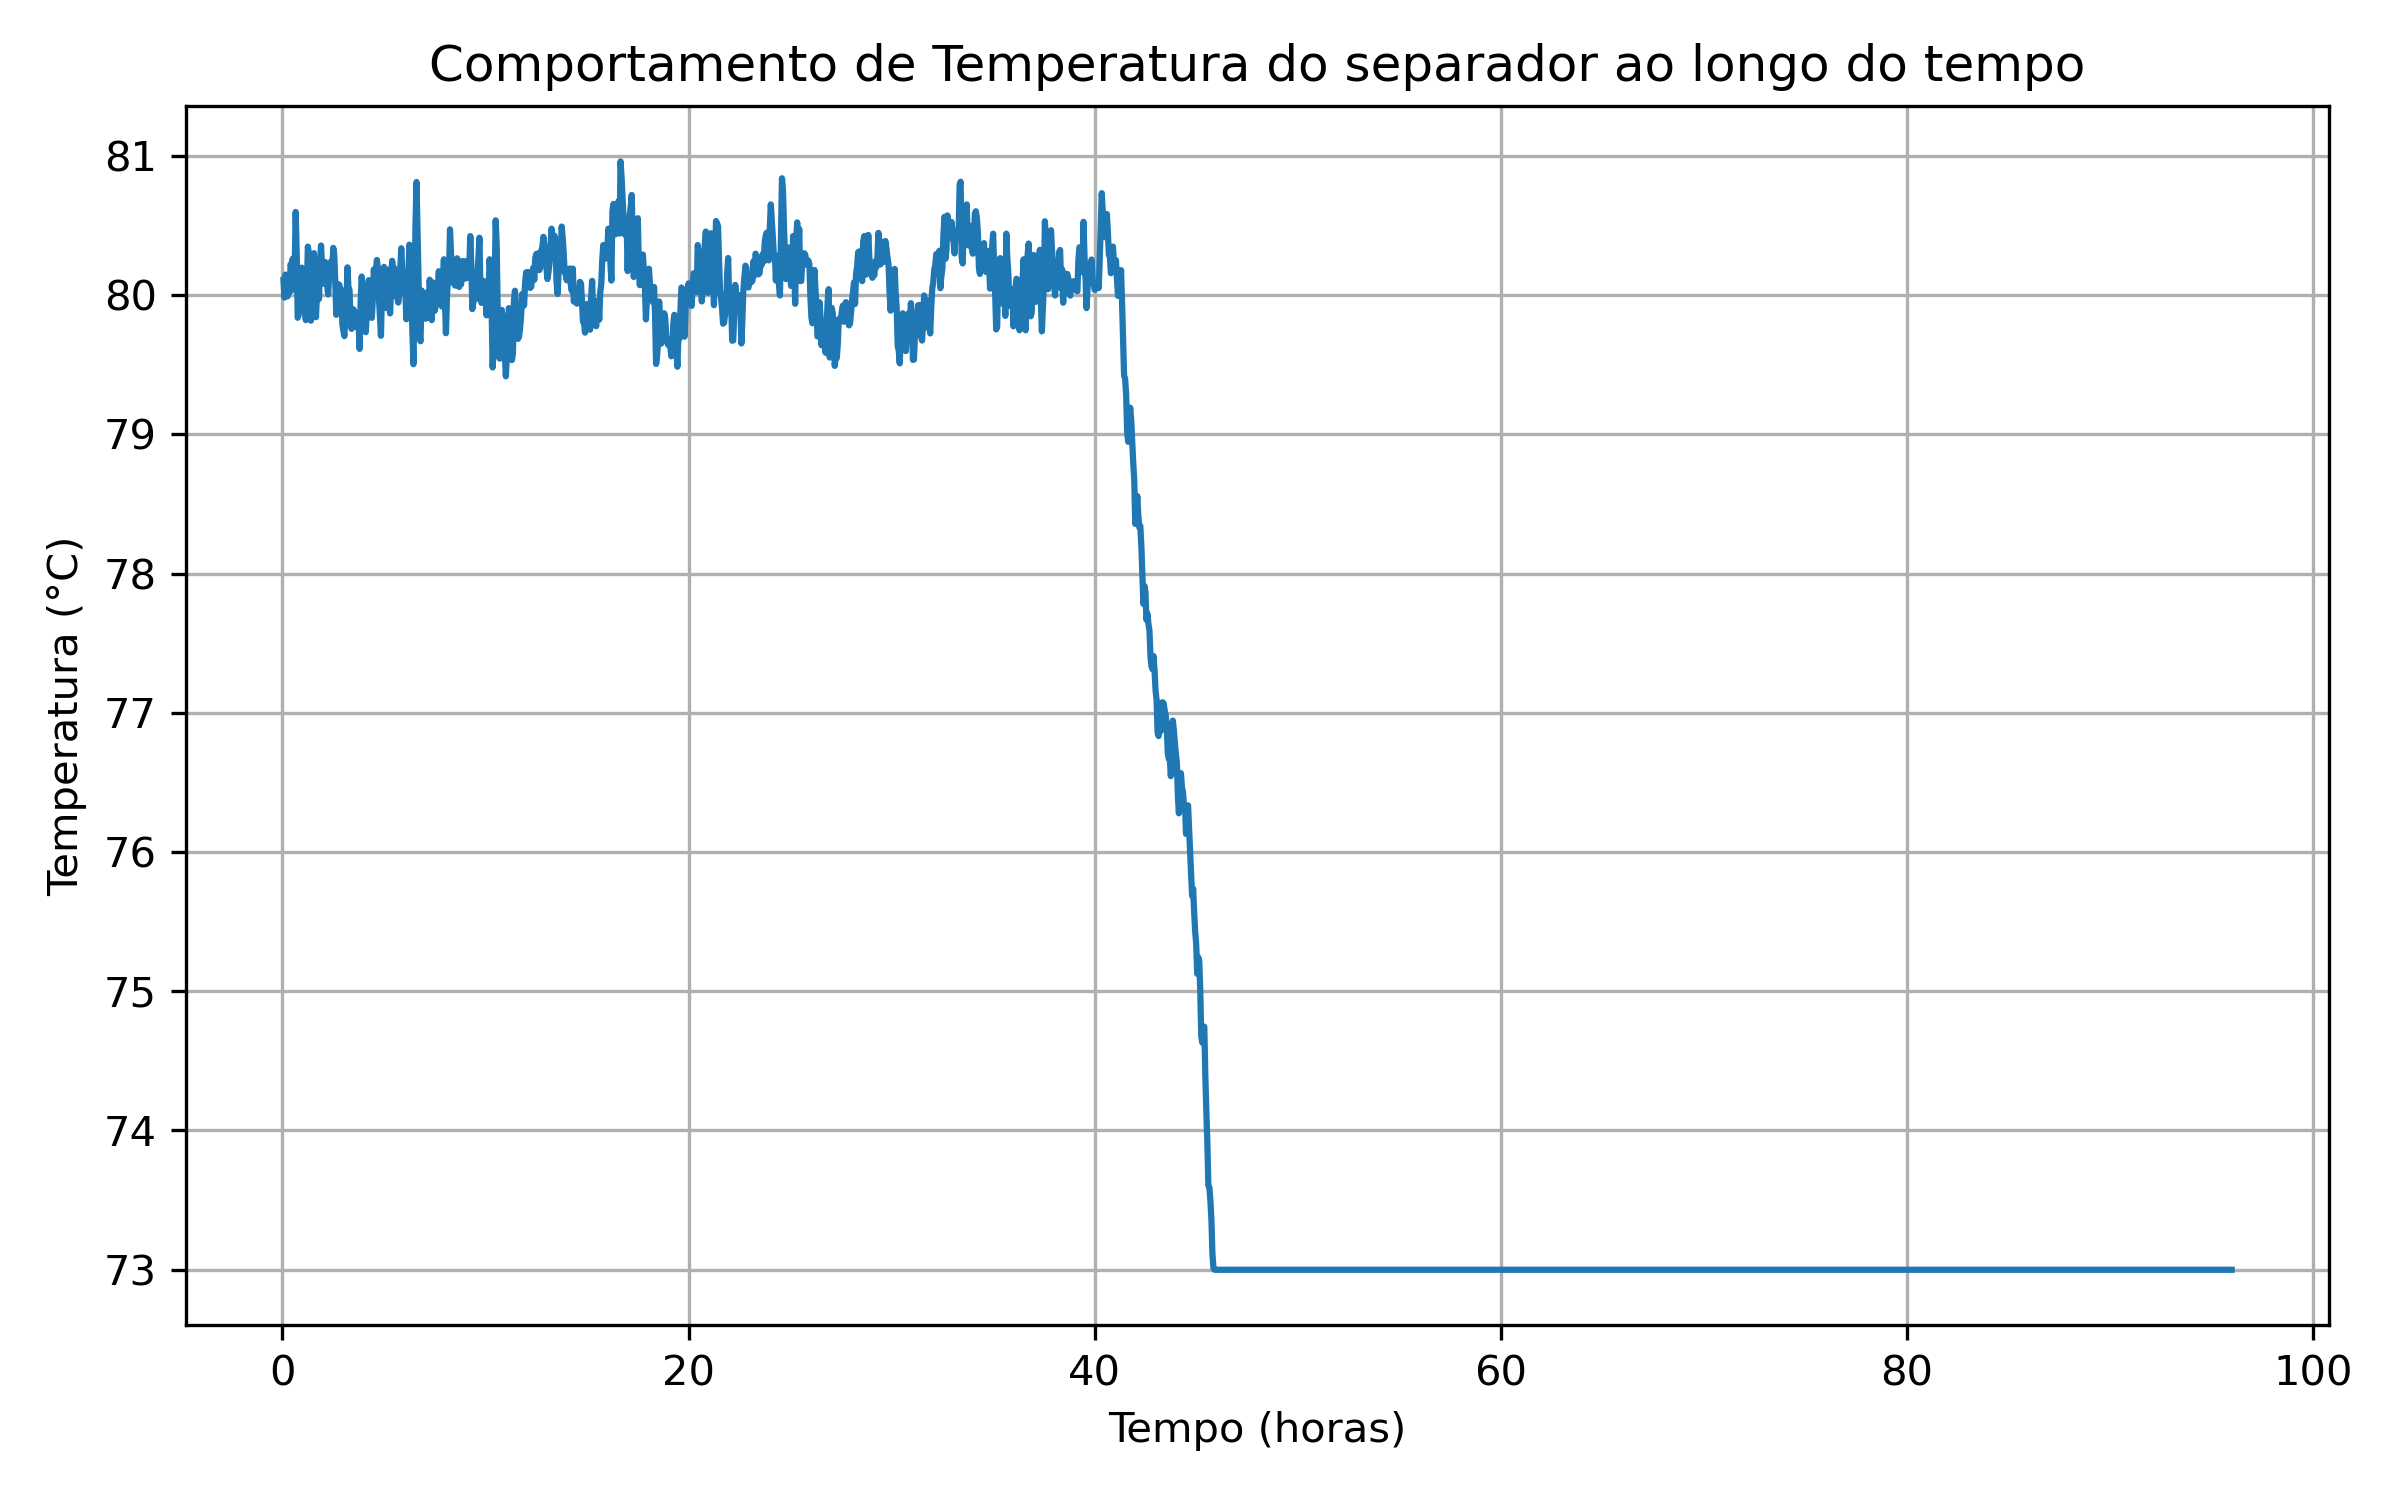 Comportamento de Temperatura do separador ao longo do tempo
81
80
79
78
77
76
75
74
73
Temperatura (°C)
0 20 40 60 80 100
Tempo (horas)